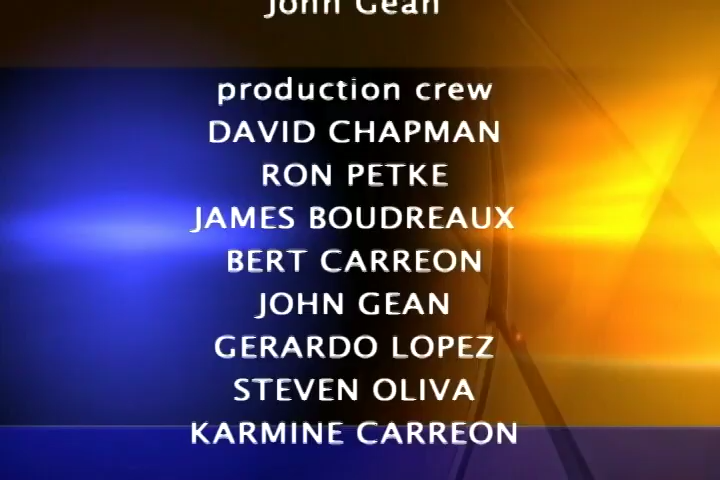 John Gean
production crew
DAVID CHAPMAN
RON PETKE
JAMES BOUDREAUX
BERT CARREON
JOHN GEAN
GERARDO LOPEZ
STEVEN OLIVA
KARMINE CARREON